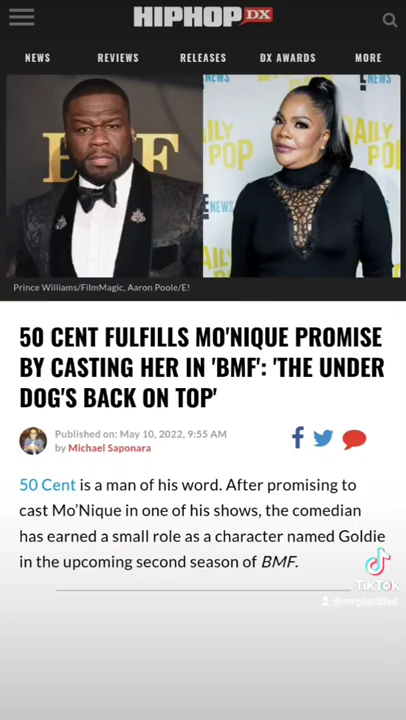 HIPHOPDX
NEWS REVIEWS RELEASES DX AWARDS MORE
Prince Williams/FilmMagic, Aaron Poole/E!
50 CENT FULFILLS MO'NIQUE PROMISE
BY CASTING HER IN 'BMF': 'THE UNDER
DOG'S BACK ON TOP'
Published on: May 10, 2022, 9:55 AM
by Michael Saponara
50 Cent is a man of his word. After promising to
cast Mo’Nique in one of his shows, the comedian
has earned a small role as a character named Goldie
in the upcoming second season of BMF.
TikTok
@mrgooddad